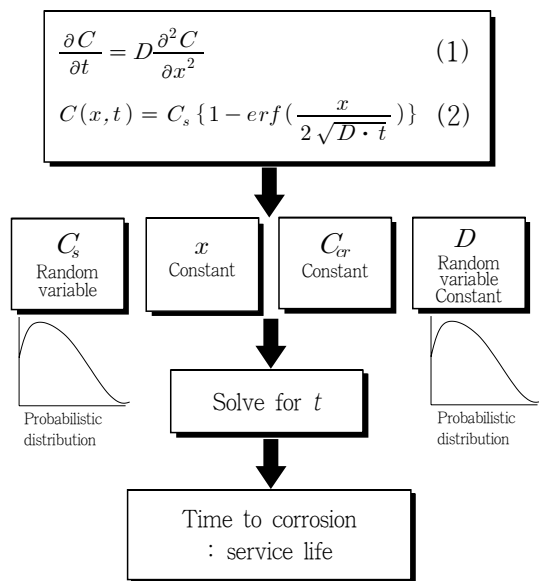 ∂C/∂t = D ∂²C/∂x² (1)
C(x,t) = C_s {1 − erf(x / 2√(D · t))} (2)
C_s
Random
variable
x
Constant
C_cr
Constant
D
Random
variable
Constant
Probabilistic
distribution
Probabilistic
distribution
Solve for t
Time to corrosion
: service life